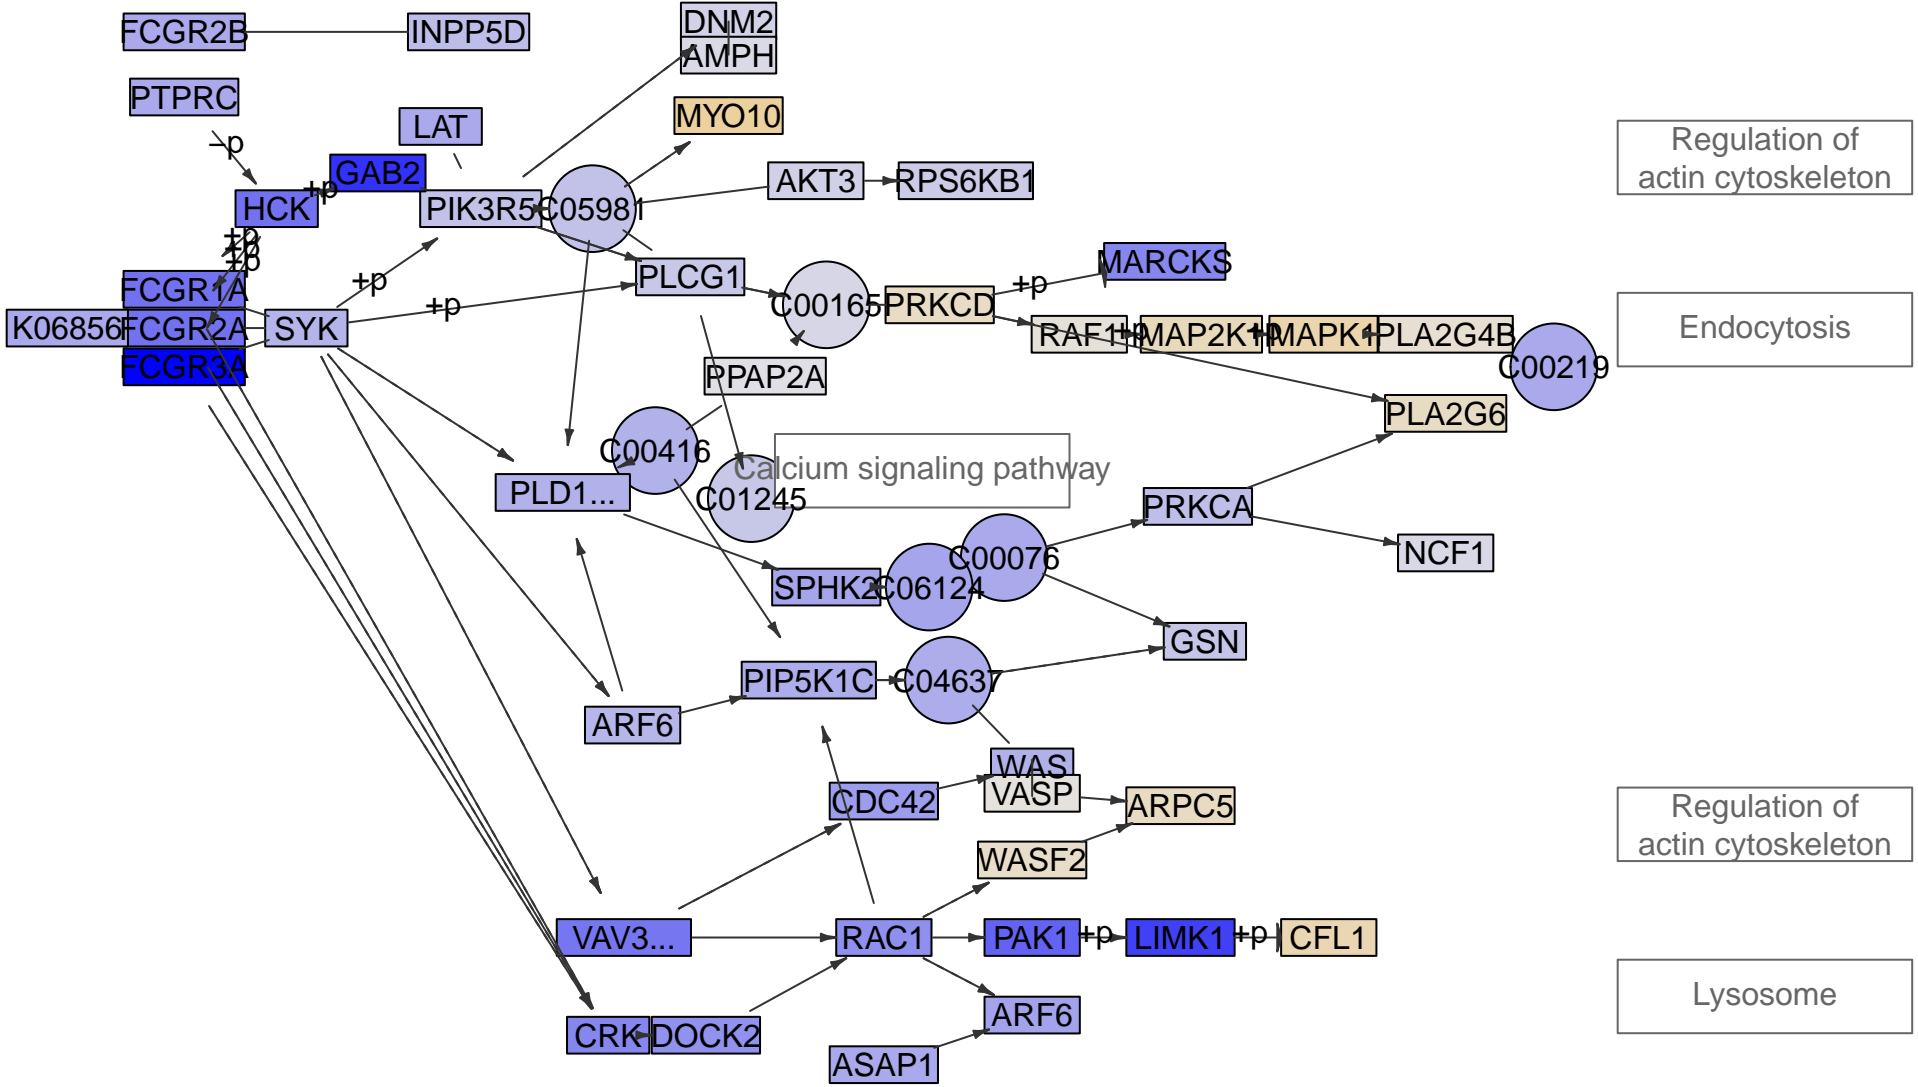 FCGR2B
INPP5D
DNM2
AMPH
PTPRC
LAT
MYO10
Regulation of
actin cytoskeleton
–p
GAB2
+p
HCK
PIK3R5
C05981
AKT3
RPS6KB1
+p
+p
+p
FCGR1A
+p
PLCG1
C00165
PRKCD
+p
MARCKS
K06856
FCGR2A
SYK
+p
RAF1
+p
MAP2K1
+p
MAPK1
PLA2G4B
Endocytosis
FCGR3A
PPAP2A
C00219
PLA2G6
C00416
Calcium signaling pathway
PLD1...
C01245
PRKCA
NCF1
C00076
SPHK2
C06124
GSN
PIP5K1C
C04637
ARF6
WAS
VASP
CDC42
ARPC5
Regulation of
actin cytoskeleton
WASF2
VAV3...
RAC1
PAK1
+p
LIMK1
+p
CFL1
Lysosome
ARF6
CRK
DOCK2
ASAP1